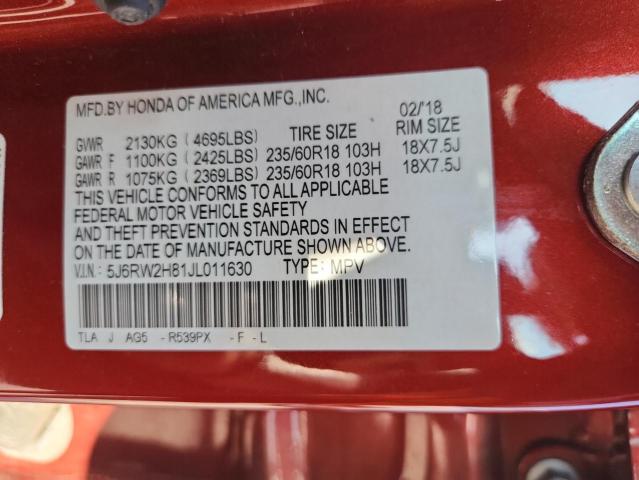 MFD.BY HONDA OF AMERICA MFG.,INC. 02/'18
GVWR 2130KG (4695LBS) TIRE SIZE RIM SIZE
GAWR F 1100KG (2425LBS) 235/60R18 103H 18X7.5J
GAWR R 1075KG (2369LBS) 235/60R18 103H 18X7.5J
THIS VEHICLE CONFORMS TO ALL APPLICABLE
FEDERAL MOTOR VEHICLE SAFETY
AND THEFT PREVENTION STANDARDS IN EFFECT
ON THE DATE OF MANUFACTURE SHOWN ABOVE.
V.I.N: 5J6RW2H81JL011630 TYPE: MPV
TLA J AG5 -R539PX -F -L